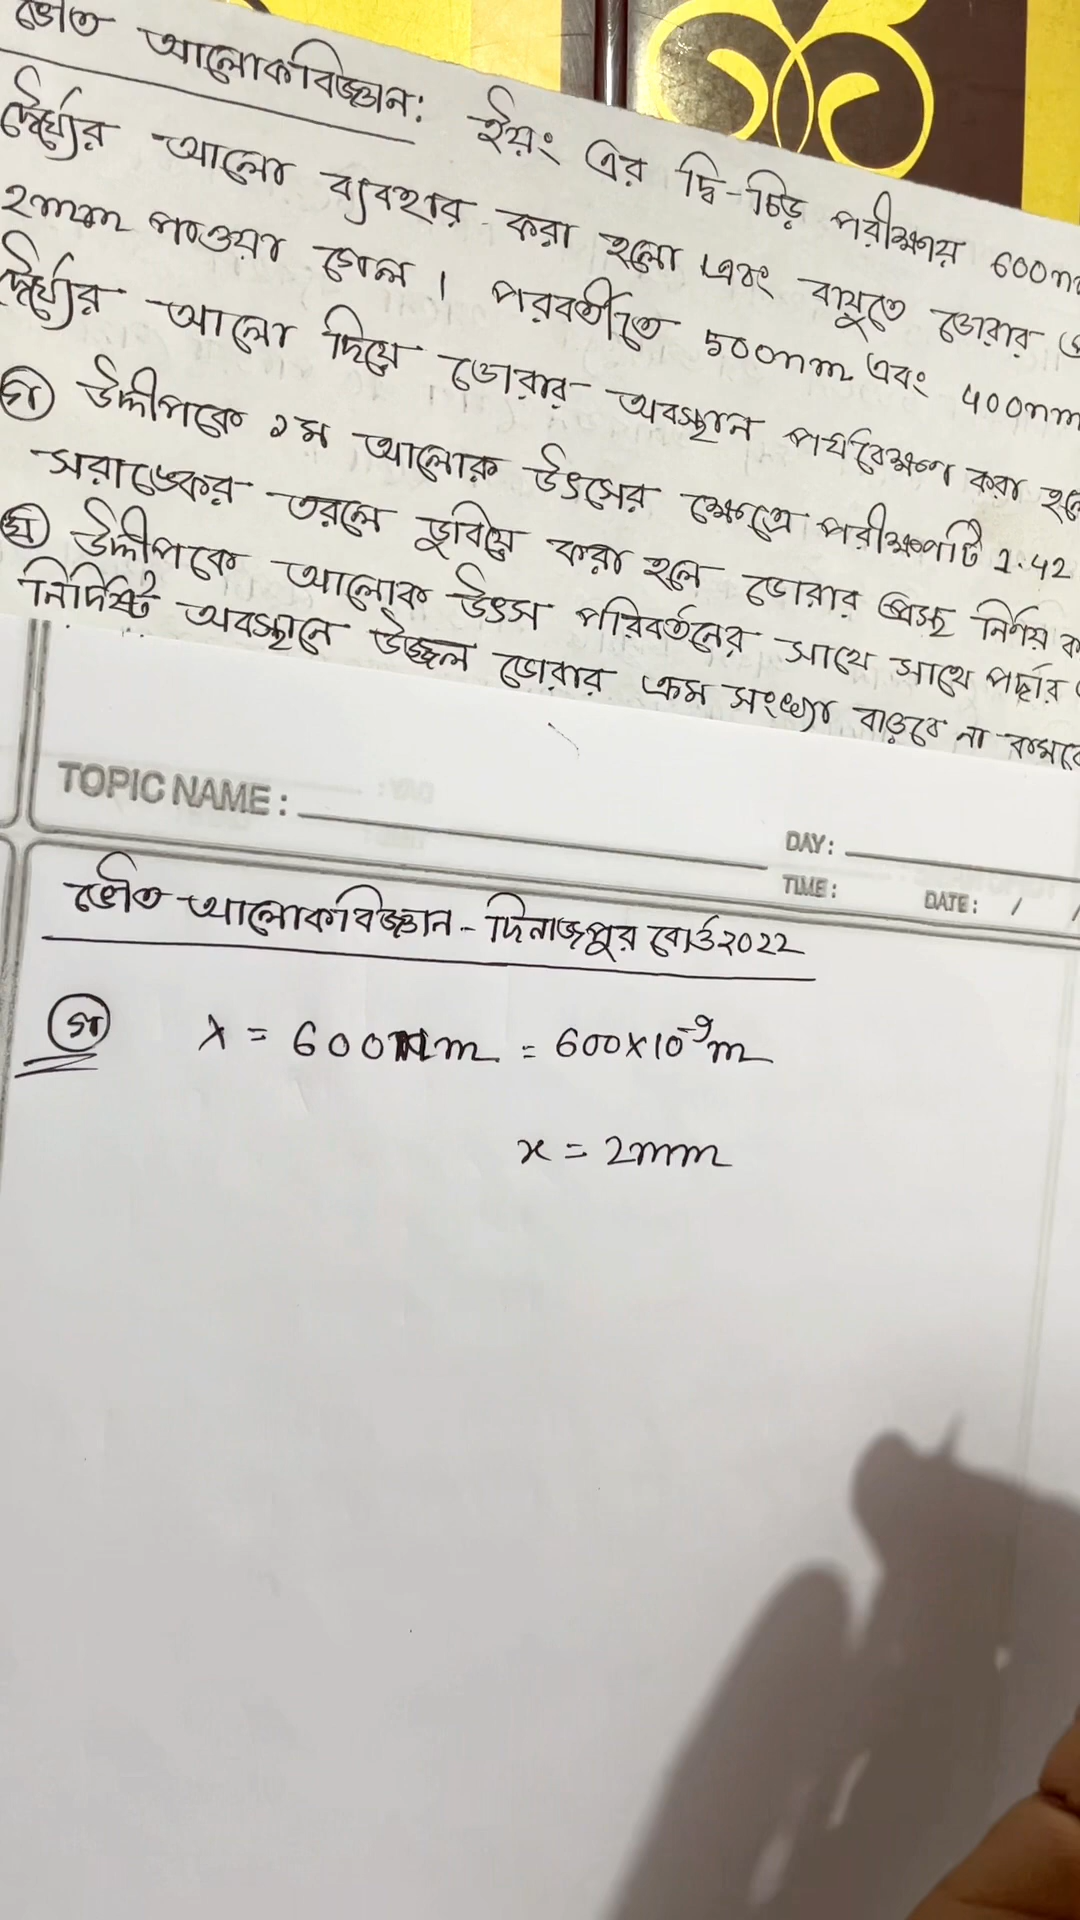 ভৌত আলোকবিজ্ঞান: ইয়ং এর দ্বি-চিড় পরীক্ষায় 600nm
দৈর্ঘ্যের আলো ব্যবহার করা হলো এবং বায়ুতে ডোরার
2mm পাওয়া গেল। পরবর্তীতে 500nm এবং 400nm
দৈর্ঘ্যের আলো দিয়ে ডোরার অবস্থান পর্যবেক্ষণ করা হলো
গ উদ্দীপকে ১ম আলোক উৎসের ক্ষেত্রে পরীক্ষণটি 1.42
সরাঙ্কের তরলে ডুবিয়ে করা হলে ডোরার প্রস্থ নির্ণয়
ঘ উদ্দীপকে আলোক উৎস পরিবর্তনের সাথে সাথে পর্দার
নির্দিষ্ট অবস্থানে উজ্জ্বল ডোরার ক্রম সংখ্যা বাড়বে না কমবে
TOPIC NAME :
DAY :
TIME :
DATE : / /
ভৌত আলোকবিজ্ঞান - দিনাজপুর বোর্ড ২০২২
গ λ = 600nm = 600×10⁻⁹m
x = 2mm